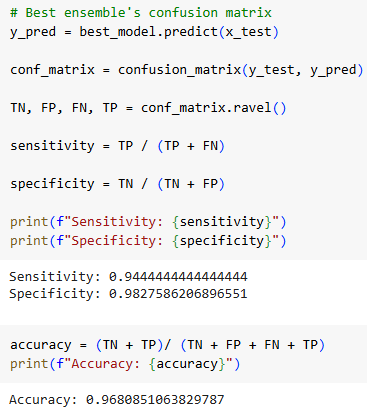 # Best ensemble's confusion matrix
y_pred = best_model.predict(x_test)
conf_matrix = confusion_matrix(y_test, y_pred)
TN, FP, FN, TP = conf_matrix.ravel()
sensitivity = TP / (TP + FN)
specificity = TN / (TN + FP)
print(f"Sensitivity: {sensitivity}")
print(f"Specificity: {specificity}")
Sensitivity: 0.9444444444444444
Specificity: 0.9827586206896551
accuracy = (TN + TP)/ (TN + FP + FN + TP)
print(f"Accuracy: {accuracy}")
Accuracy: 0.9680851063829787